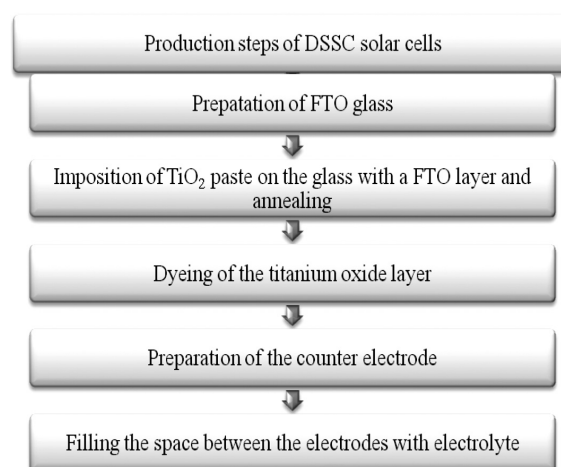 Production steps of DSSC solar cells
Prepatation of FTO glass
Imposition of TiO₂ paste on the glass with a FTO layer and
annealing
Dyeing of the titanium oxide layer
Preparation of the counter electrode
Filling the space between the electrodes with electrolyte